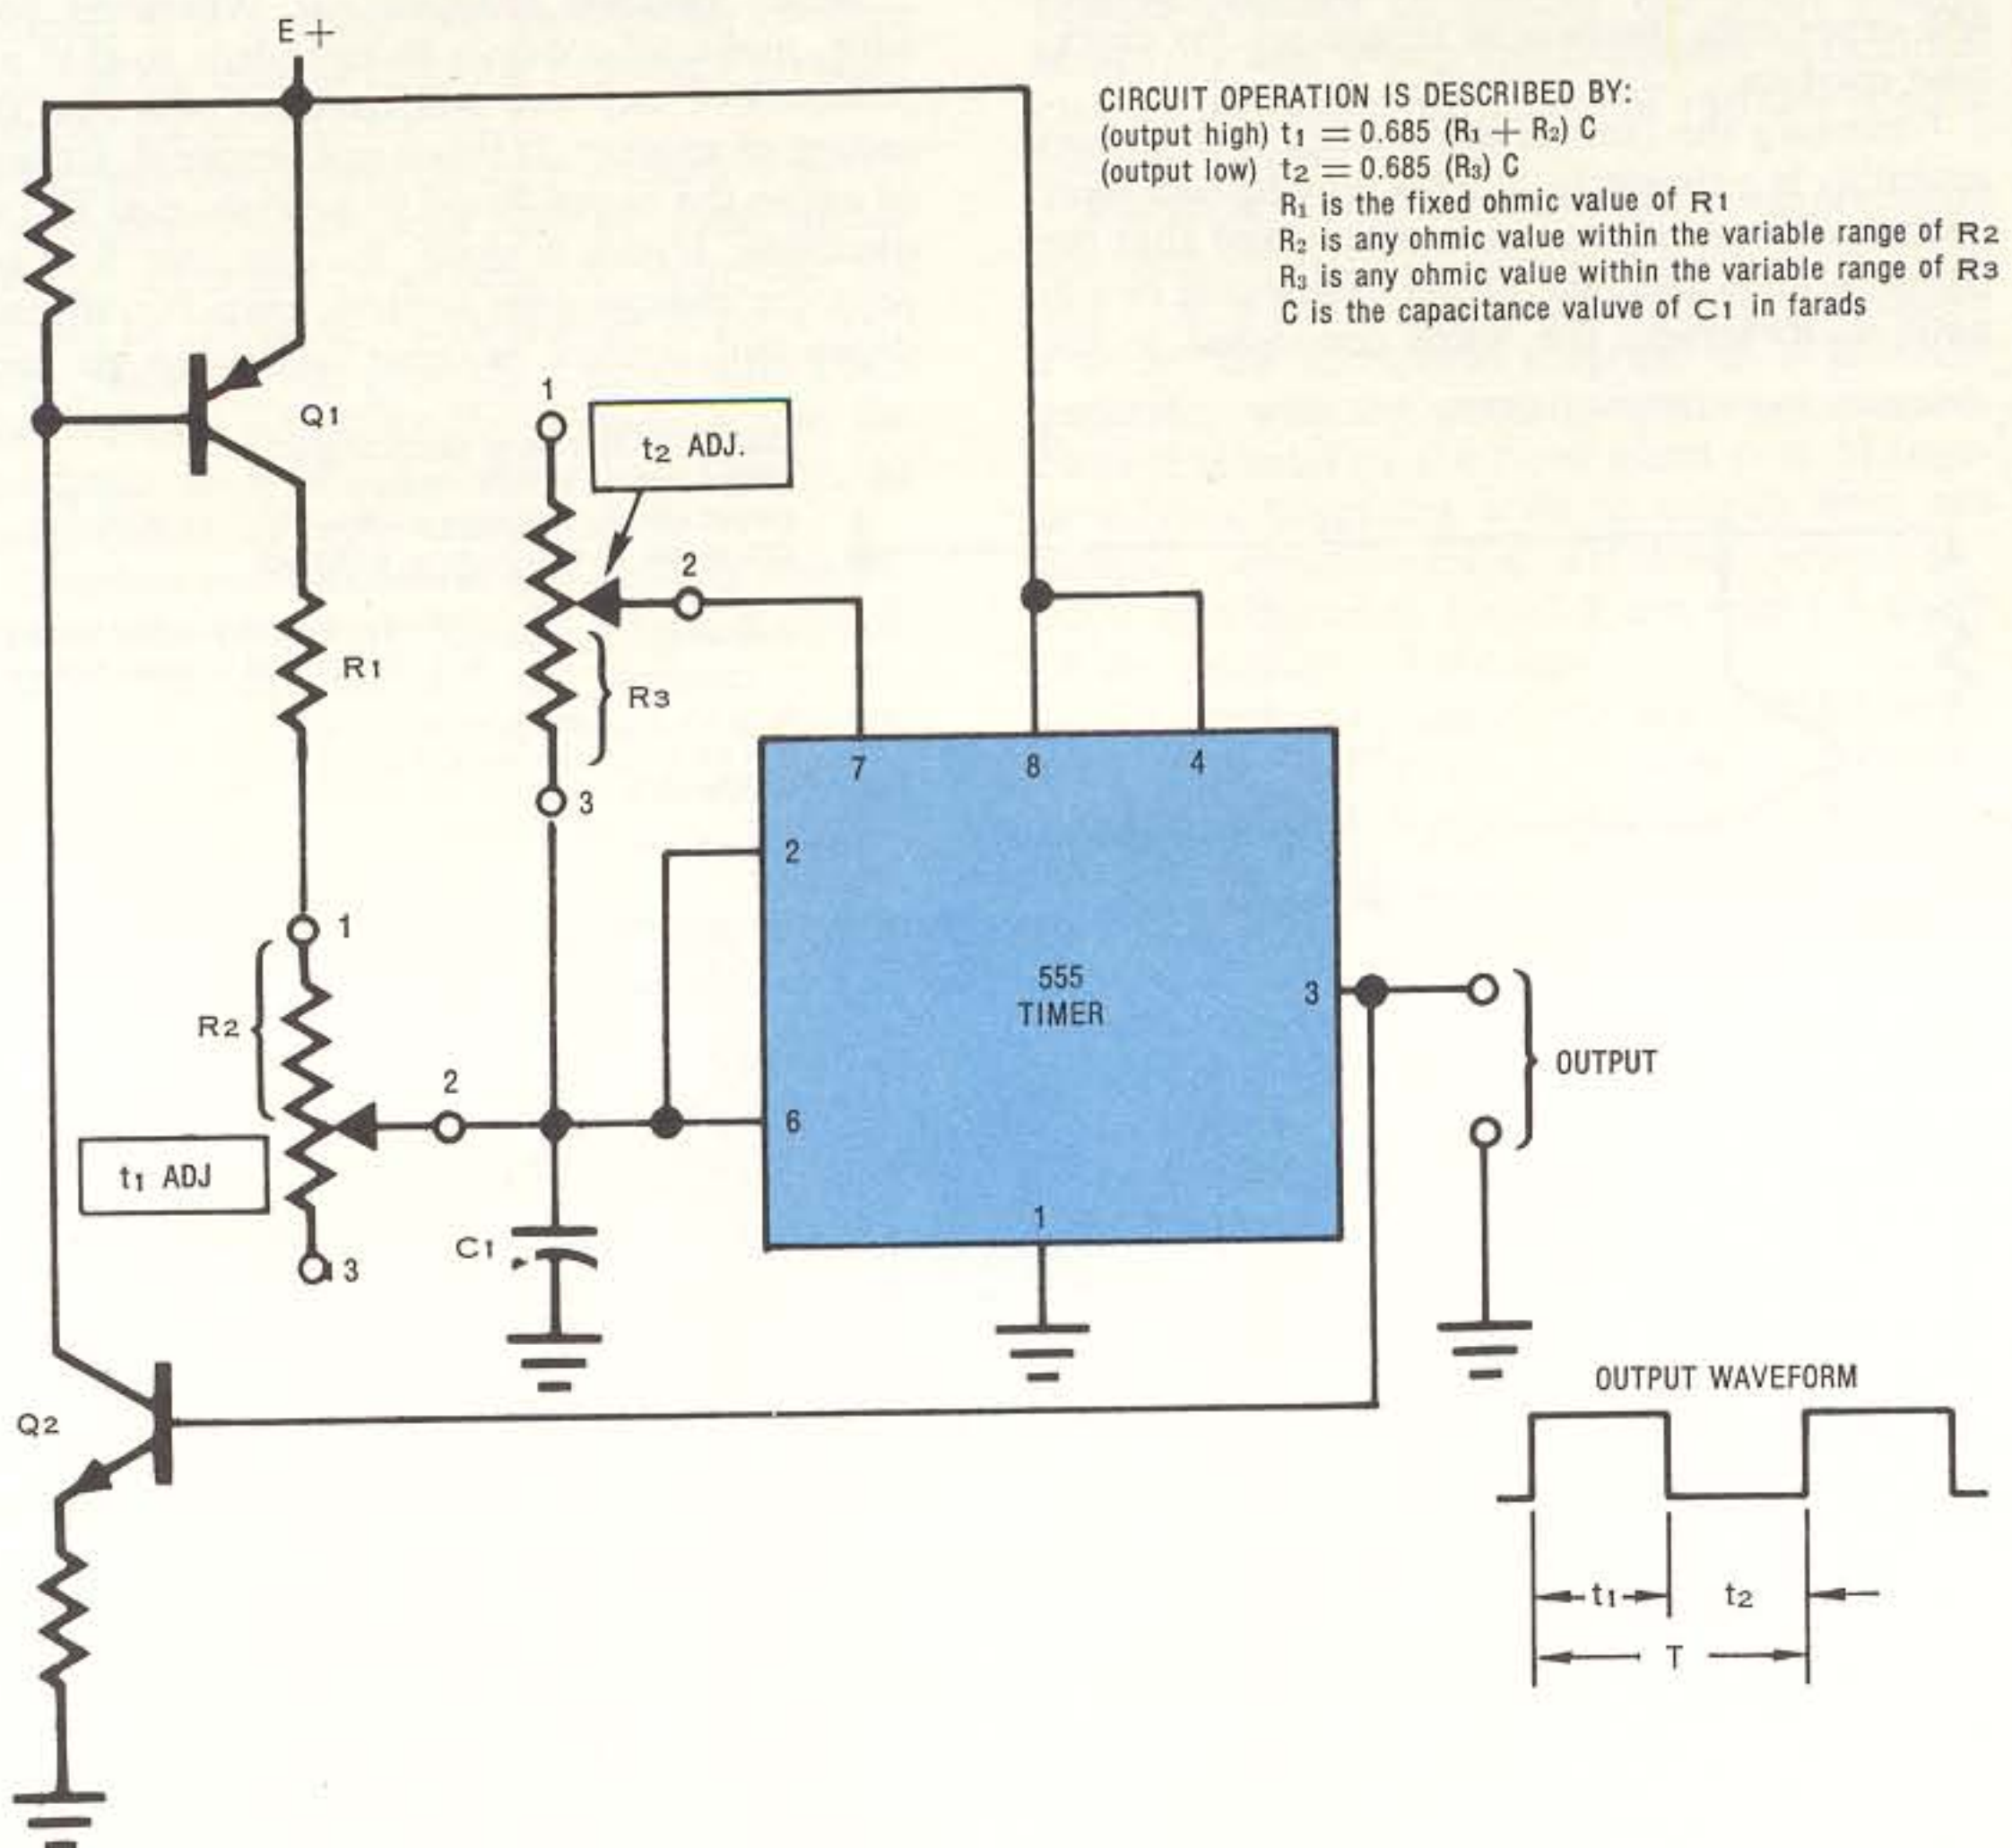 E+
CIRCUIT OPERATION IS DESCRIBED BY:
(output high) t1 = 0.685 (R1 + R2) C
(output low) t2 = 0.685 (R3) C
R1 is the fixed ohmic value of R1
R2 is any ohmic value within the variable range of R2
R3 is any ohmic value within the variable range of R3
C is the capacitance valuve of C1 in farads
Q1
1
t2 ADJ.
2
R1
R3
3
7
8
4
2
1
R2
555
TIMER
3
OUTPUT
2
6
t1 ADJ
C1
1
3
OUTPUT WAVEFORM
Q2
t1
t2
T